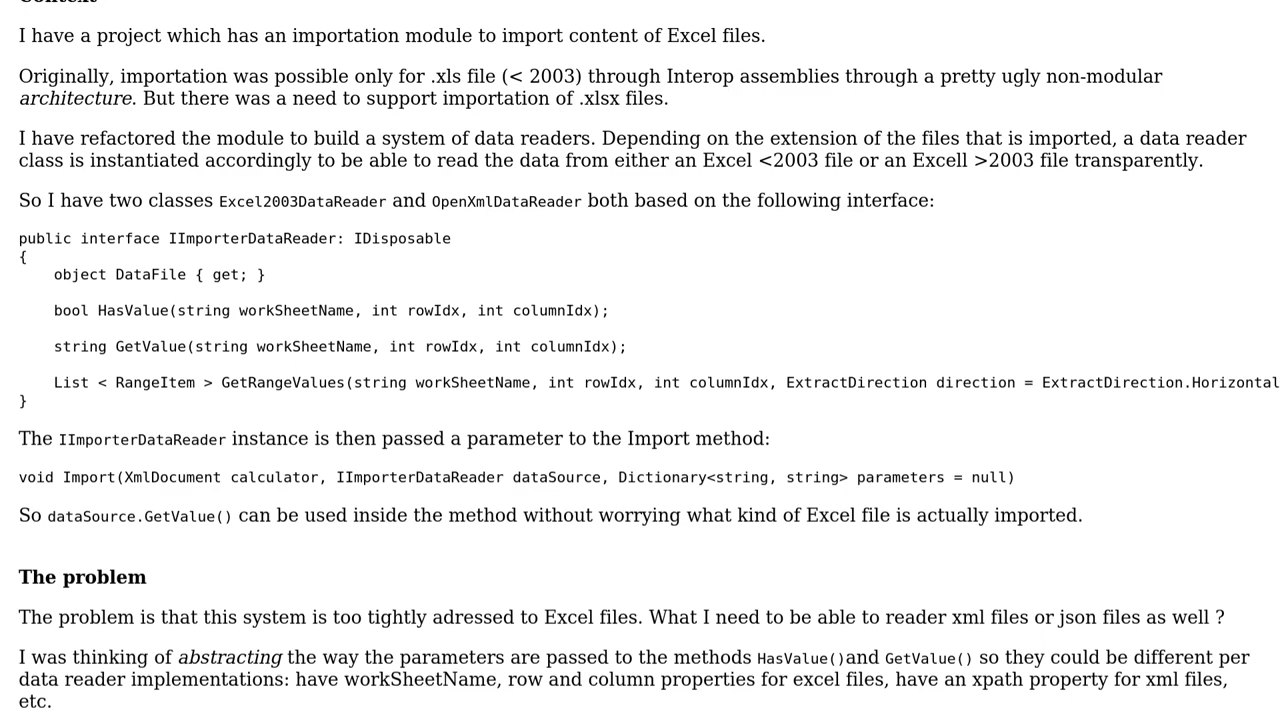 Context
I have a project which has an importation module to import content of Excel files.
Originally, importation was possible only for .xls file (< 2003) through Interop assemblies through a pretty ugly non-modular
architecture. But there was a need to support importation of .xlsx files.
I have refactored the module to build a system of data readers. Depending on the extension of the files that is imported, a data reader
class is instantiated accordingly to be able to read the data from either an Excel <2003 file or an Excell >2003 file transparently.
So I have two classes Excel2003DataReader and OpenXmlDataReader both based on the following interface:
public interface IImporterDataReader: IDisposable
{
    object DataFile { get; }
    bool HasValue(string workSheetName, int rowIdx, int columnIdx);
    string GetValue(string workSheetName, int rowIdx, int columnIdx);
    List < RangeItem > GetRangeValues(string workSheetName, int rowIdx, int columnIdx, ExtractDirection direction = ExtractDirection.Horizontal
}
The IImporterDataReader instance is then passed a parameter to the Import method:
void Import(XmlDocument calculator, IImporterDataReader dataSource, Dictionary<string, string> parameters = null)
So dataSource.GetValue() can be used inside the method without worrying what kind of Excel file is actually imported.
The problem
The problem is that this system is too tightly adressed to Excel files. What I need to be able to reader xml files or json files as well ?
I was thinking of abstracting the way the parameters are passed to the methods HasValue()and GetValue() so they could be different per
data reader implementations: have workSheetName, row and column properties for excel files, have an xpath property for xml files,
etc.